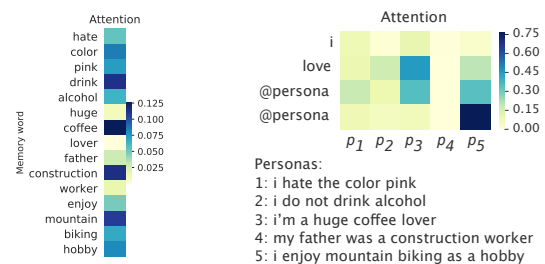 Attention
hate
color
pink
drink
alcohol
huge
coffee
lover
father
construction
worker
enjoy
mountain
biking
hobby
Memory word
0.125
0.100
0.075
0.050
0.025
Attention
i
love
@persona
@persona
p1 p2 p3 p4 p5
0.75
0.60
0.45
0.30
0.15
0.00
Personas:
1: i hate the color pink
2: i do not drink alcohol
3: i'm a huge coffee lover
4: my father was a construction worker
5: i enjoy mountain biking as a hobby